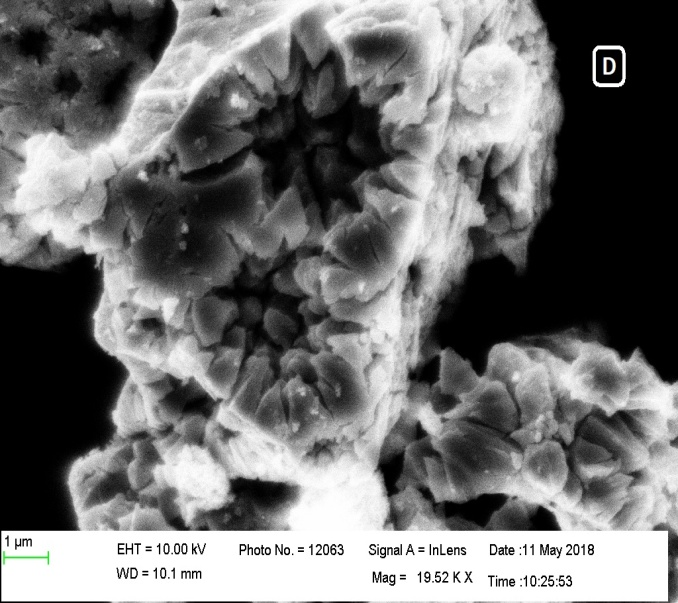 D
1 µm
EHT = 10.00 kV Photo No. = 12063 Signal A = InLens Date :11 May 2018
WD = 10.1 mm Mag = 19.52 K X Time :10:25:53